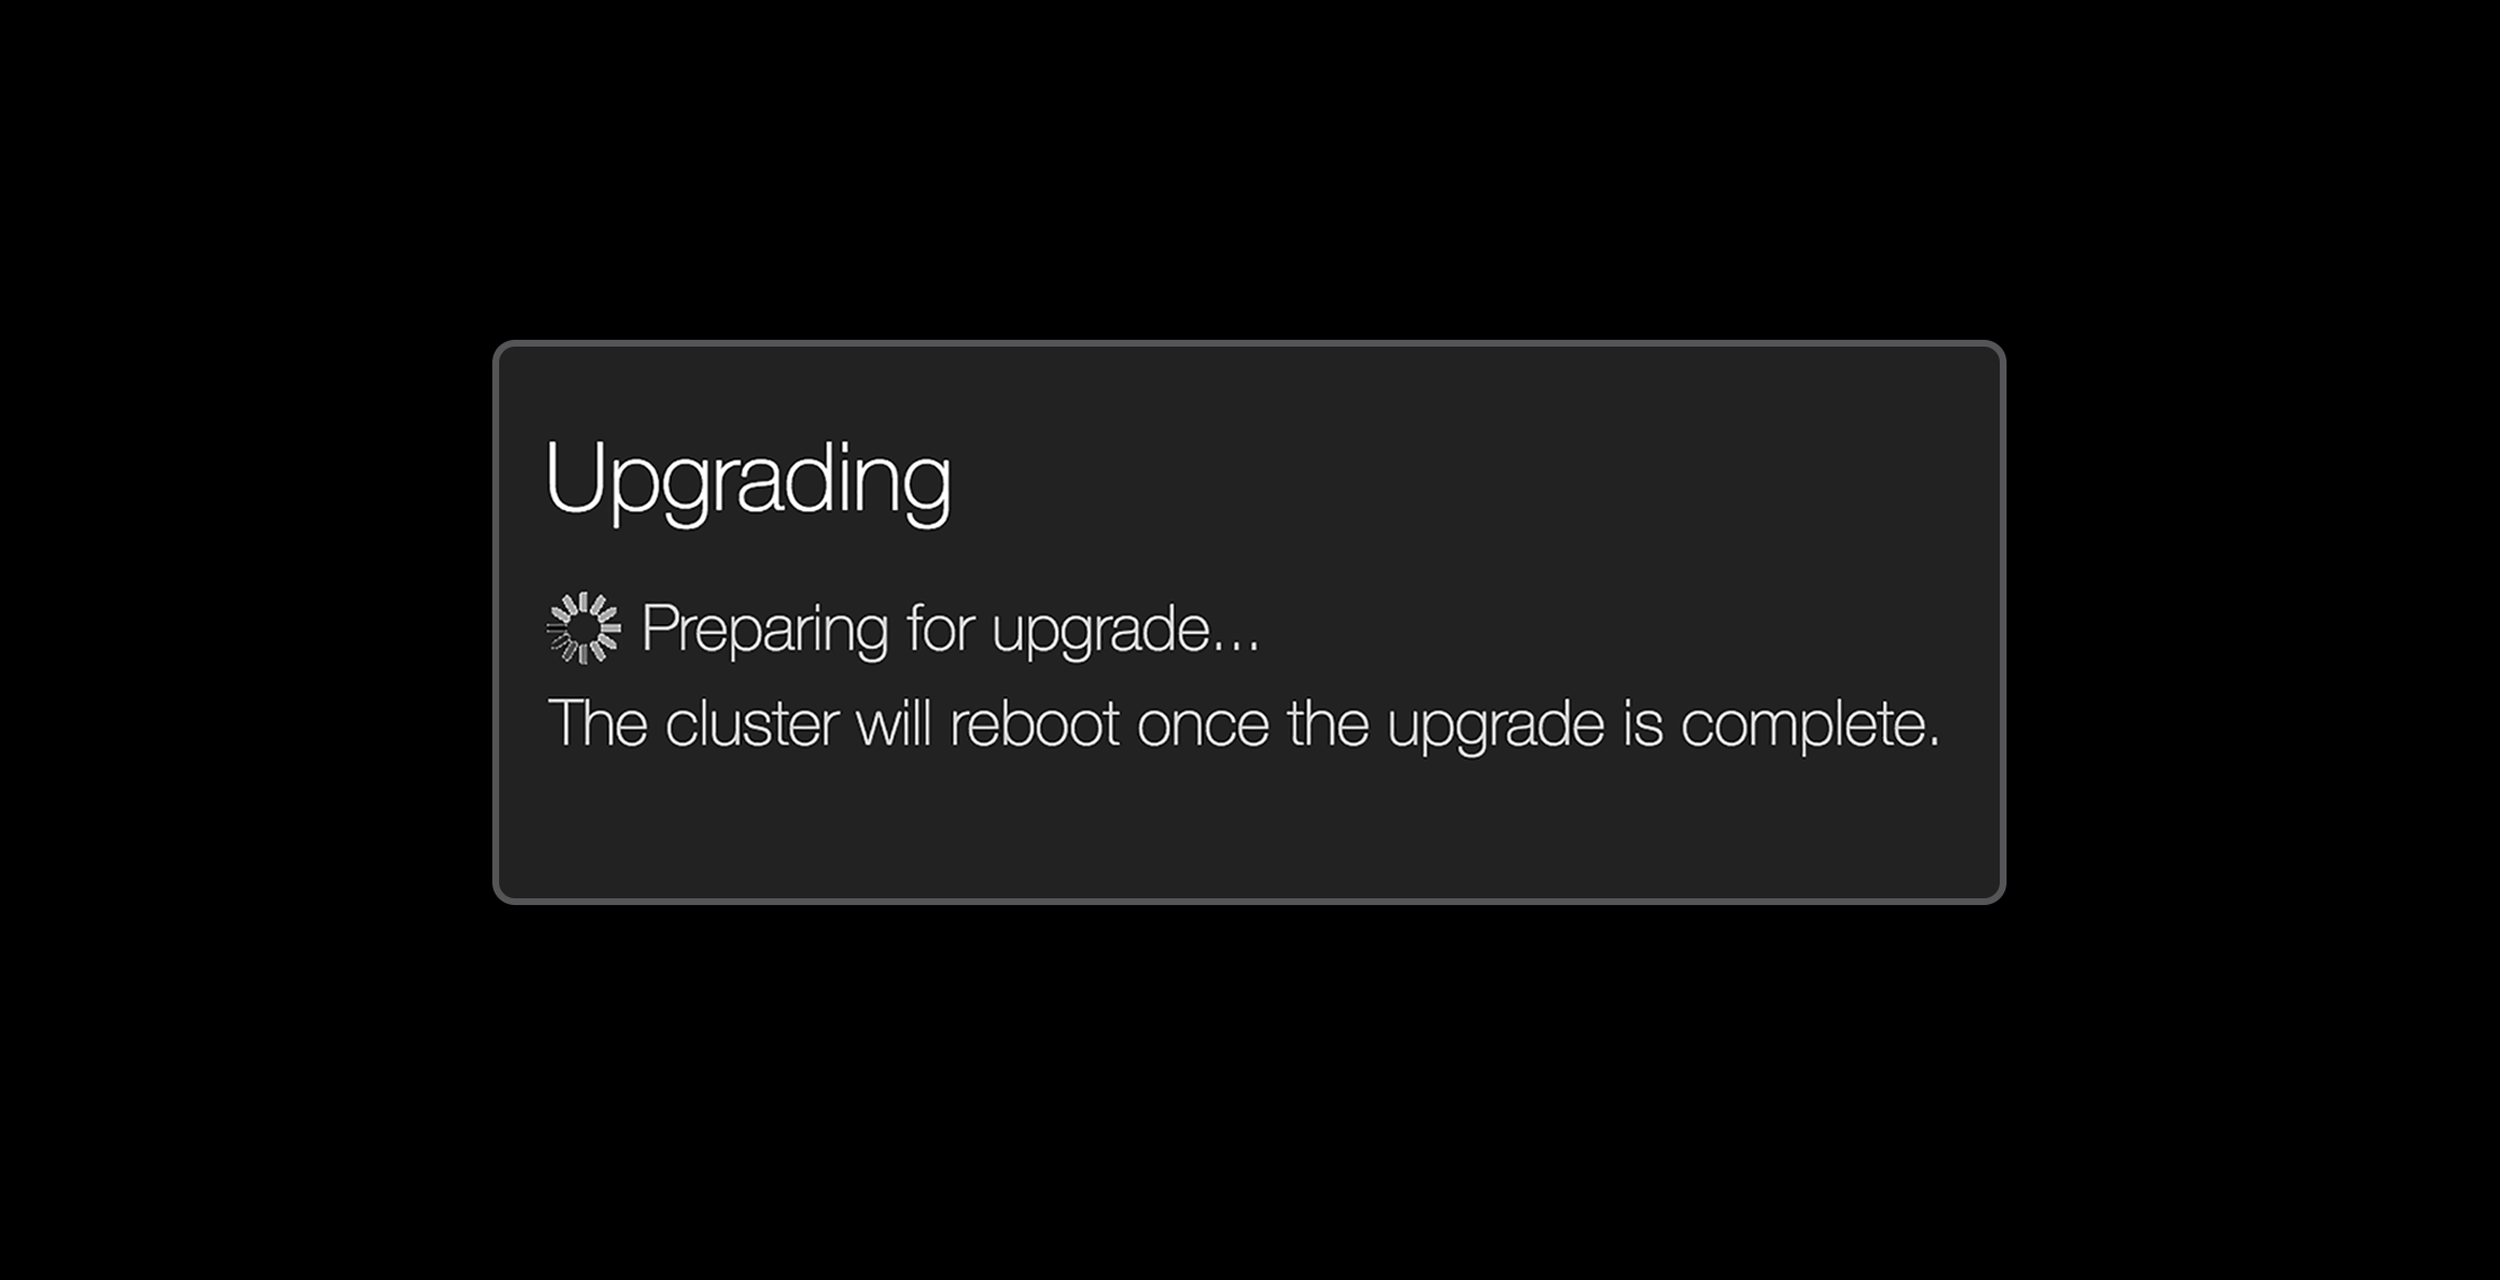 Upgrading
Preparing for upgrade...
The cluster will reboot once the upgrade is complete.